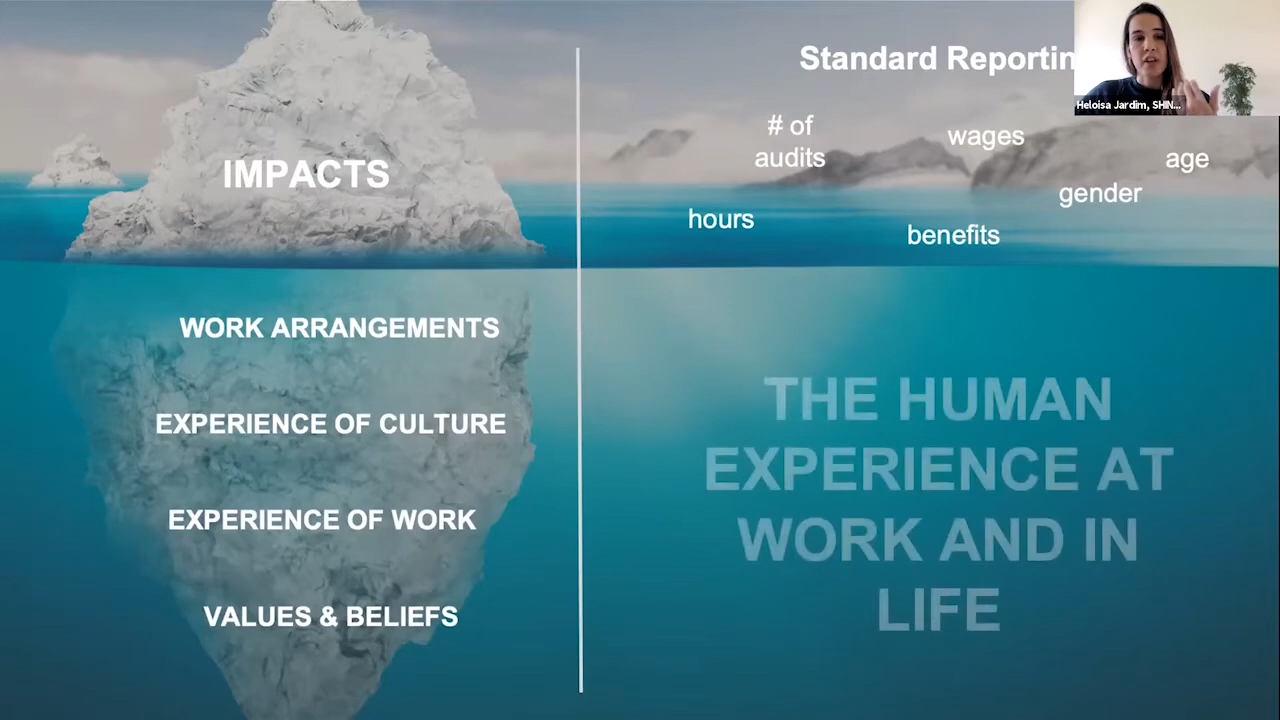 IMPACTS
WORK ARRANGEMENTS
EXPERIENCE OF CULTURE
EXPERIENCE OF WORK
VALUES & BELIEFS
Standard Reportin
# of
audits
wages
age
gender
hours
benefits
THE HUMAN
EXPERIENCE AT
WORK AND IN
LIFE
Heloisa Jardim, SHIN...